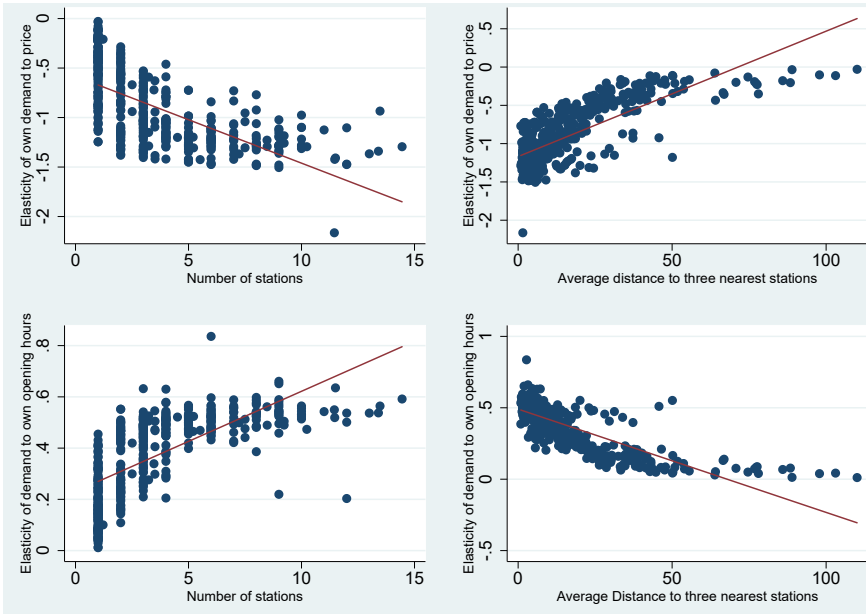 Elasticity of own demand to price
0
-.5
-1
-1.5
-2
0 5 10 15
Number of stations
Elasticity of own demand to price
.5
0
-.5
-1
-1.5
-2
0 50 100
Average distance to three nearest stations
Elasticity of demand to own opening hours
.8
.6
.4
.2
0
0 5 10 15
Number of stations
Elasticity of demand to own opening hours
1
.5
0
-.5
0 50 100
Average Distance to three nearest stations